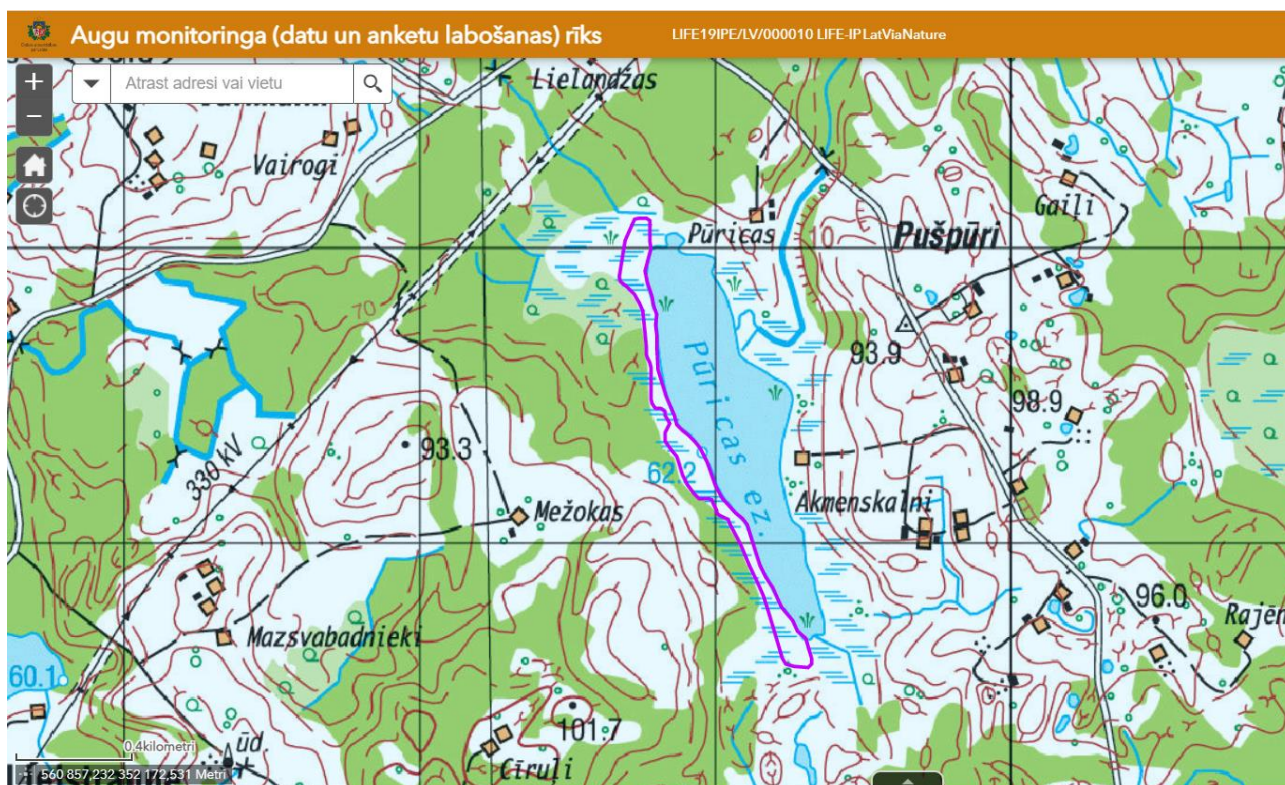 Augu monitoringa (datu un anketu labošanas) rīks
LIFE19IPE/LV/000010 LIFE-IP LatViaNature
+
Atrast adresi vai vietu
−
Lielandžas
Vairogi
Gaiļi
Pūricas
Pušpūri
10
70
93.9
Pūricas ez.
98.9
330 kV
93.3
62.2
Mežokas
Akmenskalni
96.0
Rajēn
Mazsvabadnieki
60.1
101.7
0,4kilometri
ūd.
560 857,232 352 172,531 Metri
Cīruļi